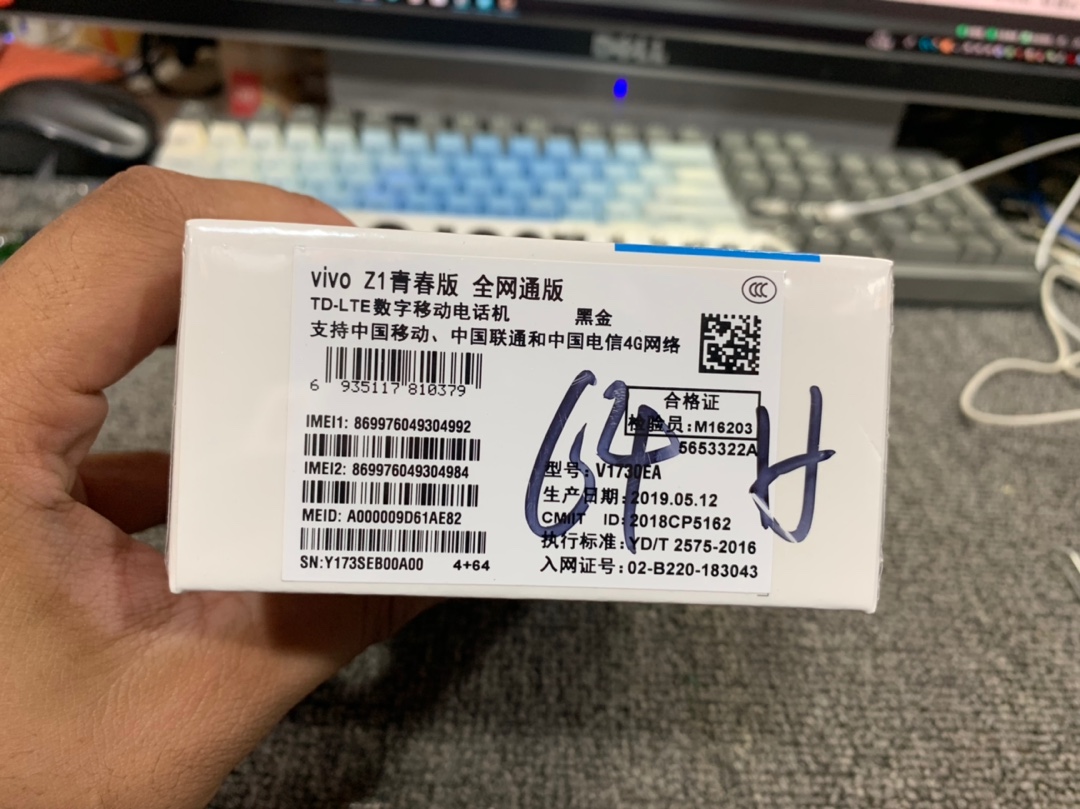 DELL
vivo Z1青春版 全网通版
TD-LTE数字移动电话机 黑金
支持中国移动、中国联通和中国电信4G网络
6 935117 810379
合格证
检验员:M16203
5653322A
IMEI1: 869976049304992
IMEI2: 869976049304984
MEID: A000009D61AE82
SN:Y173SEB00A00 4+64
型号:V1730EA
生产日期:2019.05.12
CMIIT ID:2018CP5162
执行标准:YD/T 2575-2016
入网证号:02-B220-183043
64 H